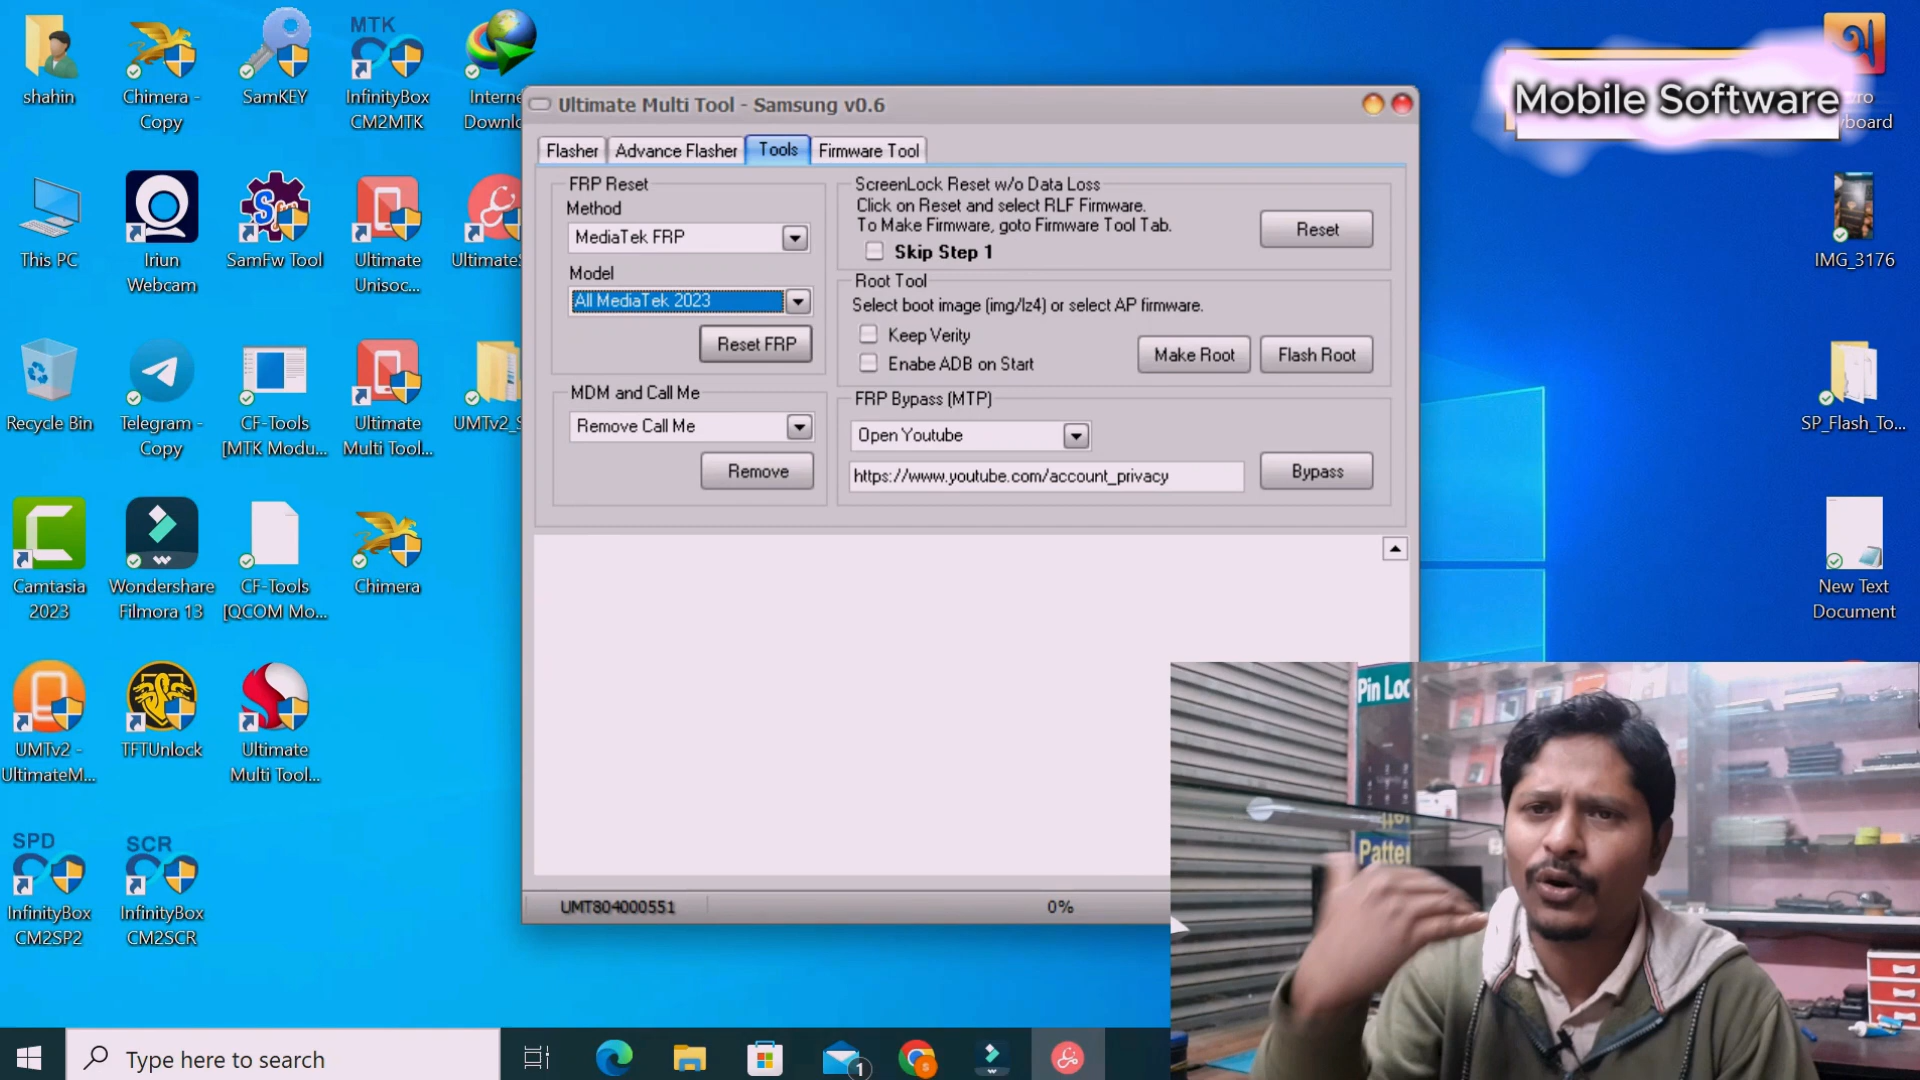 shahin
Chimera -
Copy
SamKEY
MTK
InfinityBox
CM2MTK
Interne
Downlo
Mobile Software
board
This PC
Iriun
Webcam
SamFw Tool
Ultimate
Unisoc...
UltimateS
IMG_3176
Recycle Bin
Telegram -
Copy
CF-Tools
[MTK Modu...
Ultimate
Multi Tool...
UMTv2_S
SP_Flash_To...
Camtasia
2023
Wondershare
Filmora 13
CF-Tools
[QCOM Mo...
Chimera
New Text
Document
UMTv2 -
UltimateM...
TFTUnlock
Ultimate
Multi Tool...
SPD
InfinityBox
CM2SP2
SCR
InfinityBox
CM2SCR
Ultimate Multi Tool - Samsung v0.6
Flasher
Advance Flasher
Tools
Firmware Tool
FRP Reset
Method
MediaTek FRP
Model
All MediaTek 2023
Reset FRP
MDM and Call Me
Remove Call Me
Remove
ScreenLock Reset w/o Data Loss
Click on Reset and select RLF Firmware.
To Make Firmware, goto Firmware Tool Tab.
Skip Step 1
Reset
Root Tool
Select boot image (img/lz4) or select AP firmware.
Keep Verity
Enable ADB on Start
Make Root
Flash Root
FRP Bypass (MTP)
Open Youtube
https://www.youtube.com/account_privacy
Bypass
UMT804000551
0%
Pin Loc
Patter
Type here to search
1